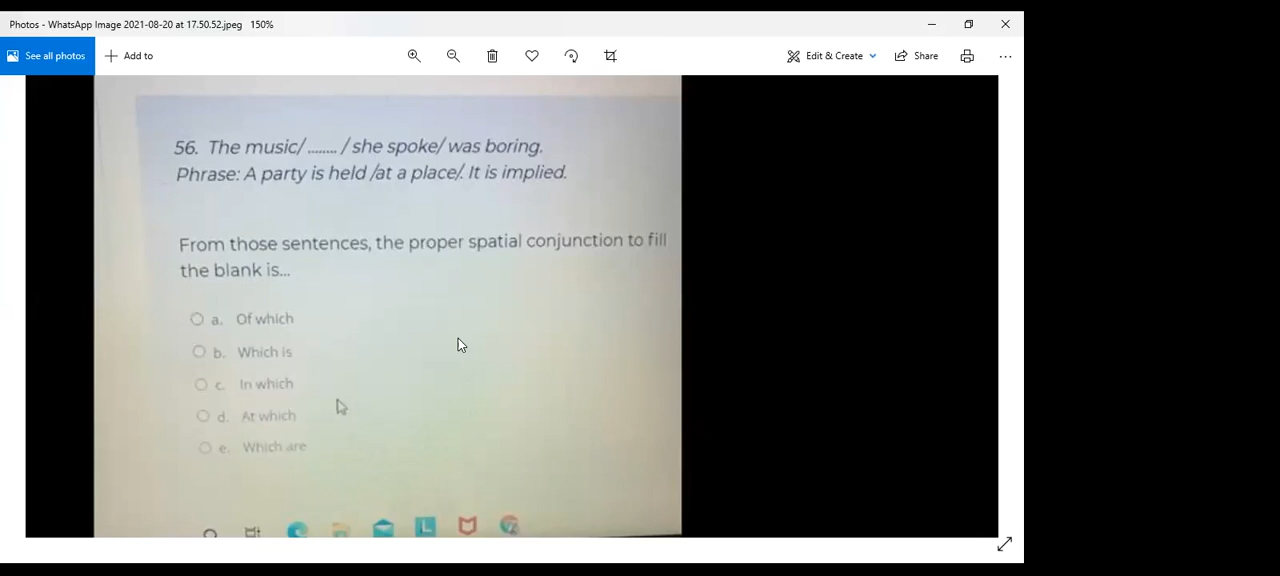 Photos - WhatsApp Image 2021-08-20 at 17.50.52.jpeg 150%
See all photos
Add to
Edit & Create
Share
56. The music/ ........ / she spoke/ was boring.
Phrase: A party is held /at a place/. It is implied.
From those sentences, the proper spatial conjunction to fill
the blank is...
a. Of which
b. Which is
c. In which
d. At which
e. Which are
L